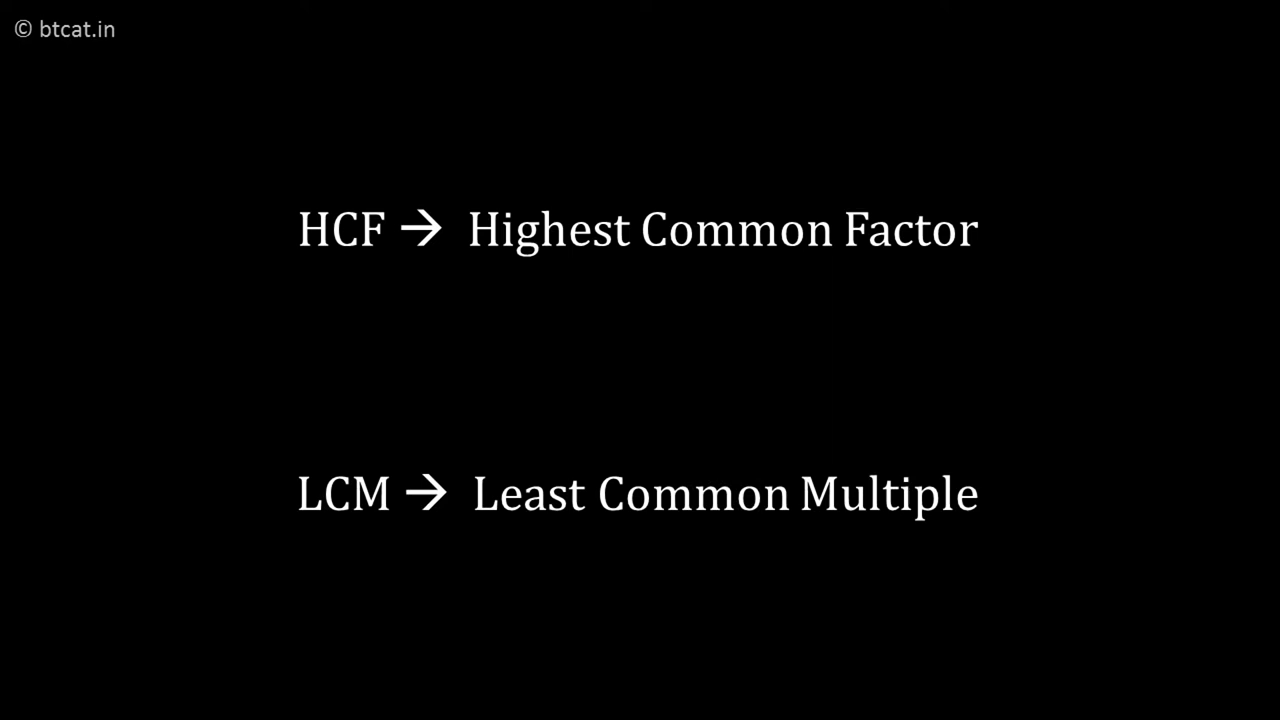 © btcat.in
HCF → Highest Common Factor
LCM → Least Common Multiple